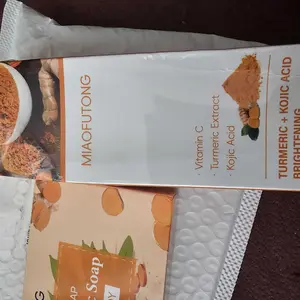 MIAOFUTONG
· Vitamin C
· Turmeric Extract
· Kojic Acid
TURMERIC + KOJIC ACID
BRIGHTENING
Soap